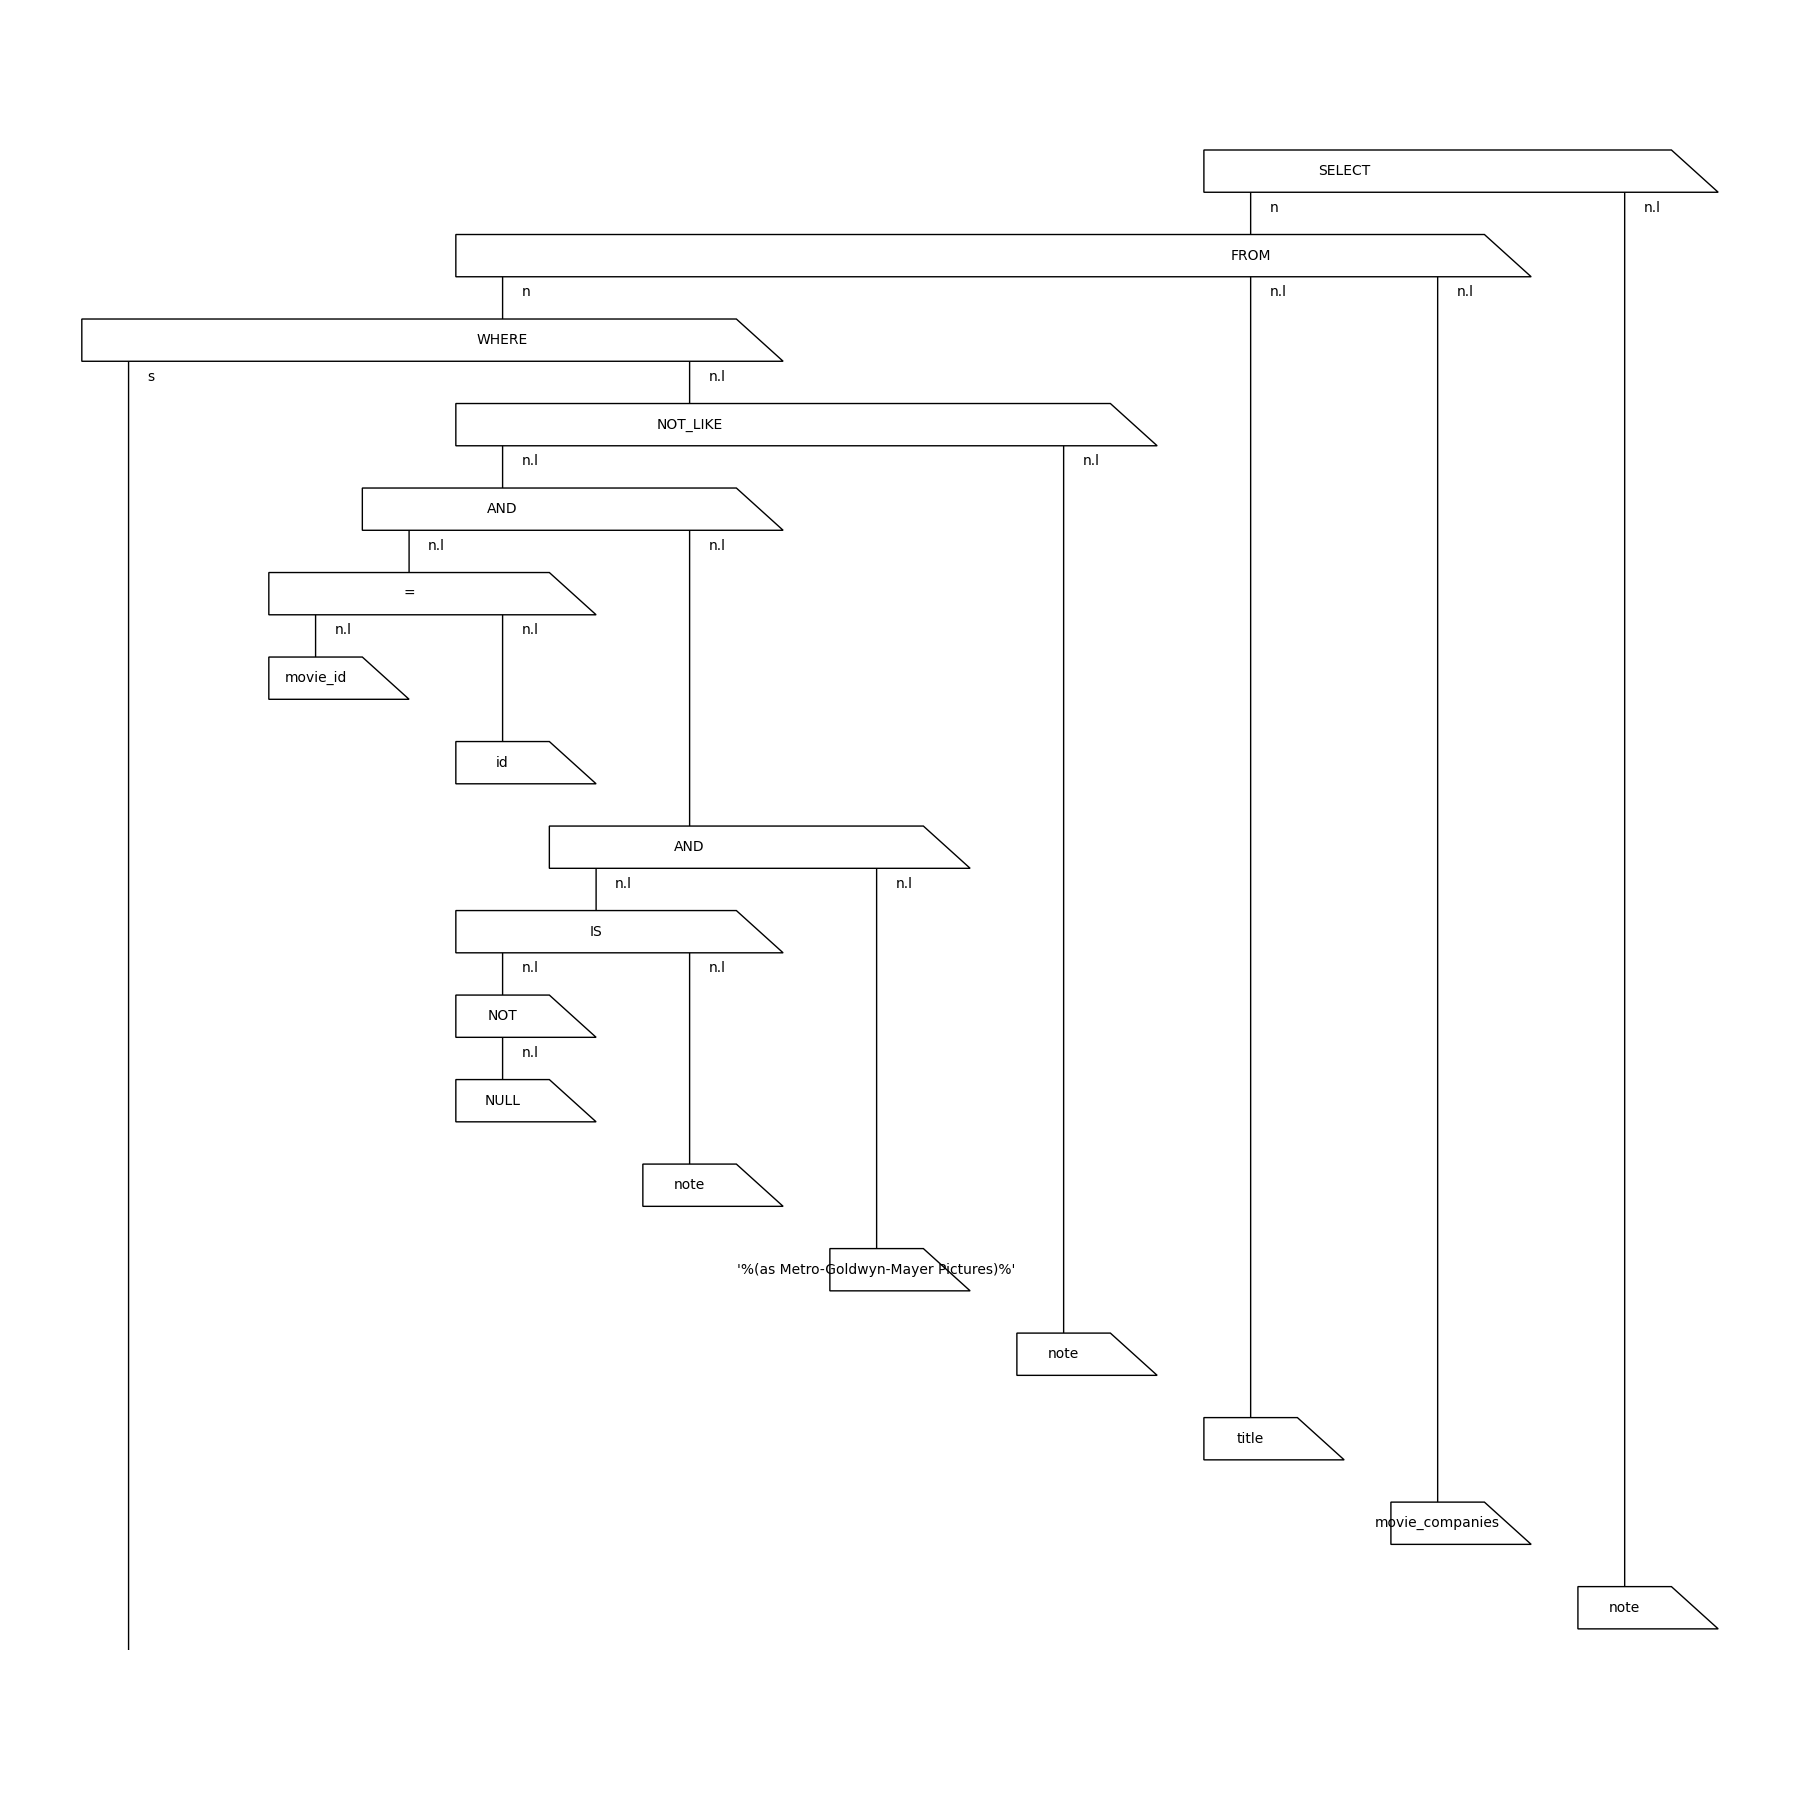 SELECT
n n.l
FROM
n n.l n.l
WHERE
s n.l
NOT_LIKE
n.l n.l
AND
n.l n.l
=
n.l n.l
movie_id
id
AND
n.l n.l
IS
n.l n.l
NOT
n.l
NULL
note
'%(as Metro-Goldwyn-Mayer Pictures)%'
note
title
movie_companies
note